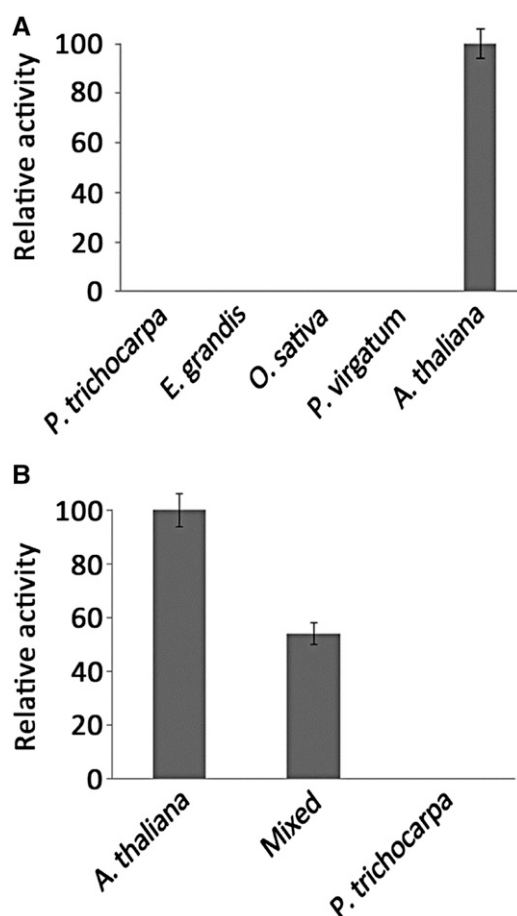 A
Relative activity
100
80
60
40
20
0
P. trichocarpa
E. grandis
O. sativa
P. virgatum
A. thaliana
B
Relative activity
100
80
60
40
20
0
A. thaliana
Mixed
P. trichocarpa